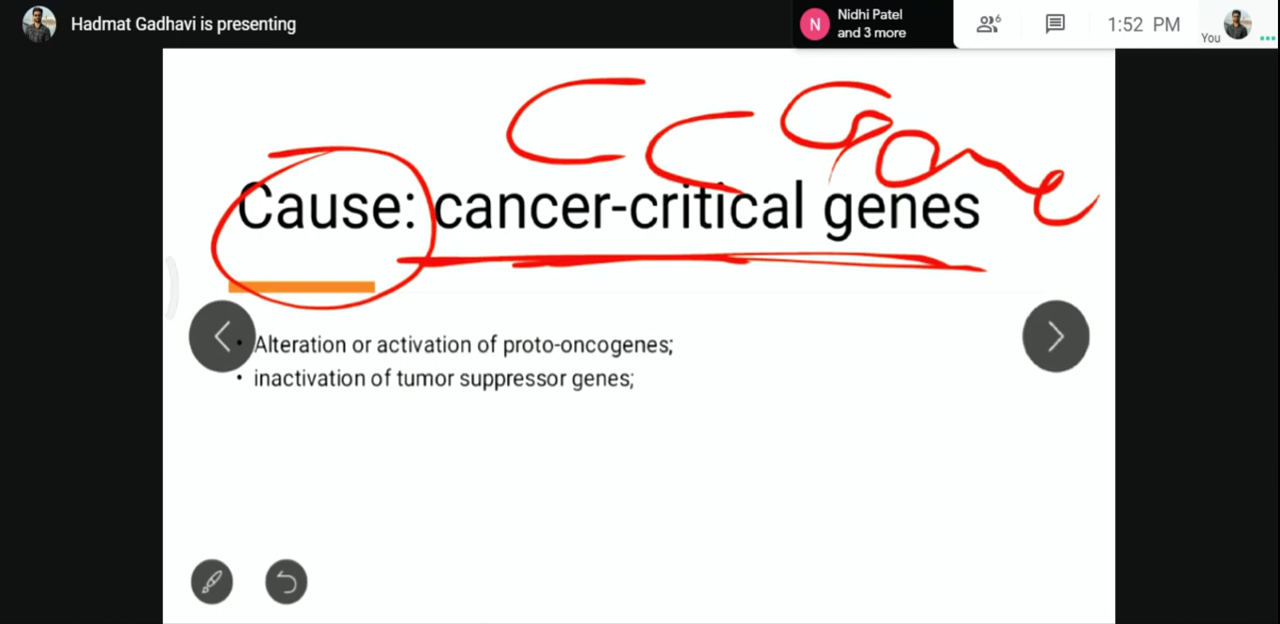 Hadmat Gadhavi is presenting
N
Nidhi Patel
and 3 more
6
1:52 PM
You
C C Gene
Cause: cancer-critical genes
• Alteration or activation of proto-oncogenes;
• inactivation of tumor suppressor genes;